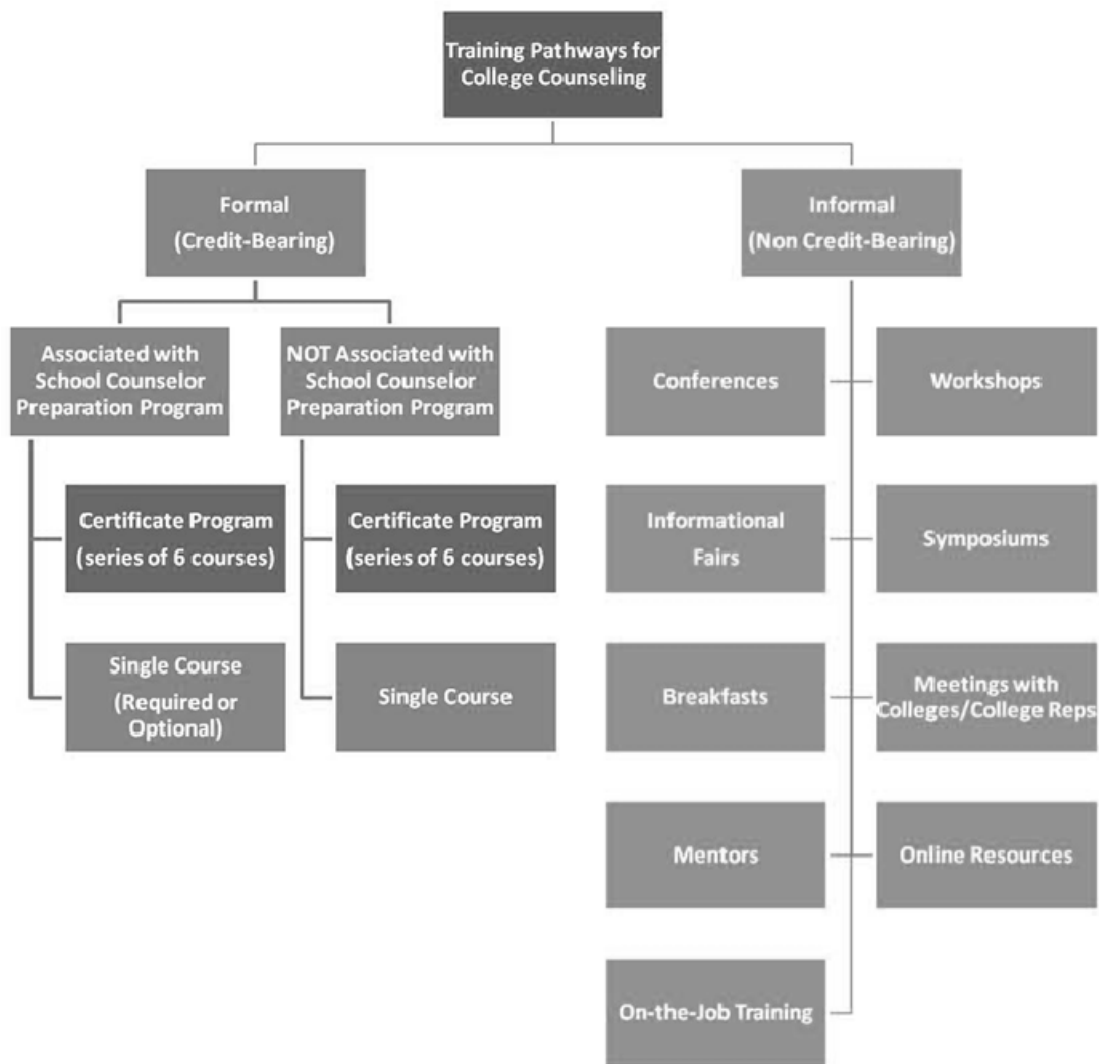 Training Pathways for
College Counseling
Formal
(Credit-Bearing)
Informal
(Non Credit-Bearing)
Associated with
School Counselor
Preparation Program
NOT Associated with
School Counselor
Preparation Program
Conferences
Workshops
Certificate Program
(series of 6 courses)
Certificate Program
(series of 6 courses)
Informational
Fairs
Symposiums
Single Course
(Required or
Optional)
Single Course
Breakfasts
Meetings with
Colleges/College Reps
Mentors
Online Resources
On-the-Job Training